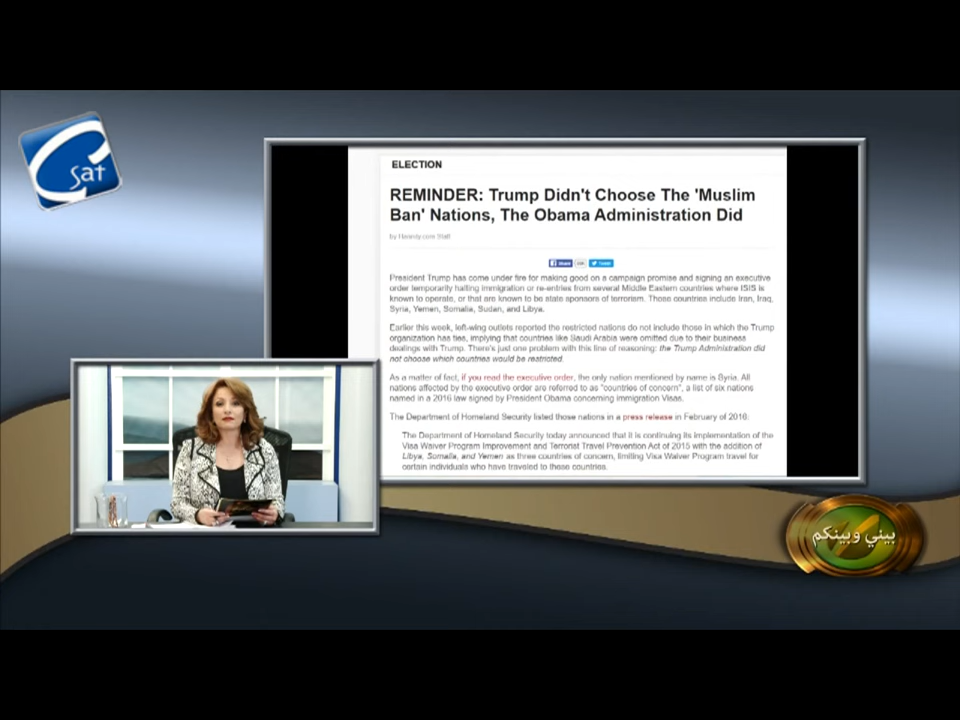 C Sat
ELECTION
REMINDER: Trump Didn't Choose The 'Muslim
Ban' Nations, The Obama Administration Did
by Hannity.com Staff
Share
Tweet
President Trump has come under fire for making good on a campaign promise and signing an executive
order temporarily halting immigration or re-entries from several Middle Eastern countries where ISIS is
known to operate, or that are known to be state sponsors of terrorism. Those countries include Iran, Iraq,
Syria, Yemen, Somalia, Sudan, and Libya.
Earlier this week, left-wing outlets reported the restricted nations do not include those in which the Trump
organization has ties, implying that countries like Saudi Arabia were omitted due to their business
dealings with Trump. There's just one problem with this line of reasoning: the Trump Administration did
not choose which countries would be restricted.
As a matter of fact, if you read the executive order, the only nation mentioned by name is Syria. All
nations affected by the executive order are referred to as "countries of concern", a list of six nations
named in a 2016 law signed by President Obama concerning immigration Visas.
The Department of Homeland Security listed those nations in a press release in February of 2016:
The Department of Homeland Security today announced that it is continuing its implementation of the
Visa Waiver Program Improvement and Terrorist Travel Prevention Act of 2015 with the addition of
Libya, Somalia, and Yemen as three countries of concern, limiting Visa Waiver Program travel for
certain individuals who have traveled to these countries.
بيني وبينكم